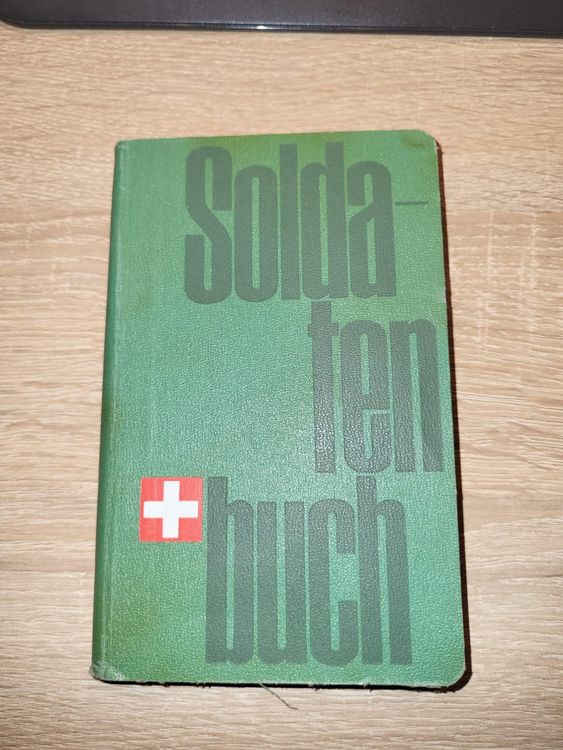 Solda-
ten
buch